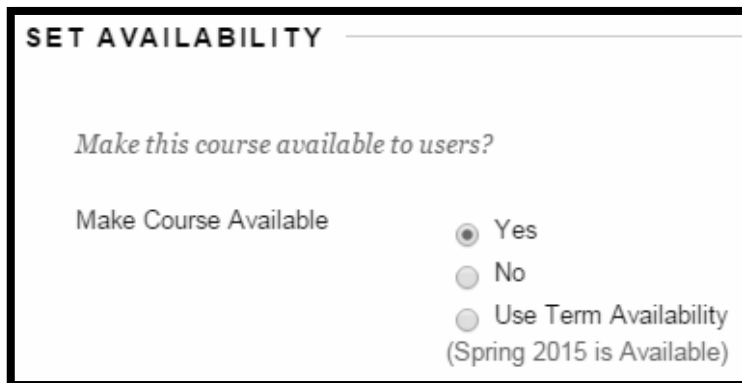 SET AVAILABILITY
Make this course available to users?
Make Course Available
Yes
No
Use Term Availability
(Spring 2015 is Available)